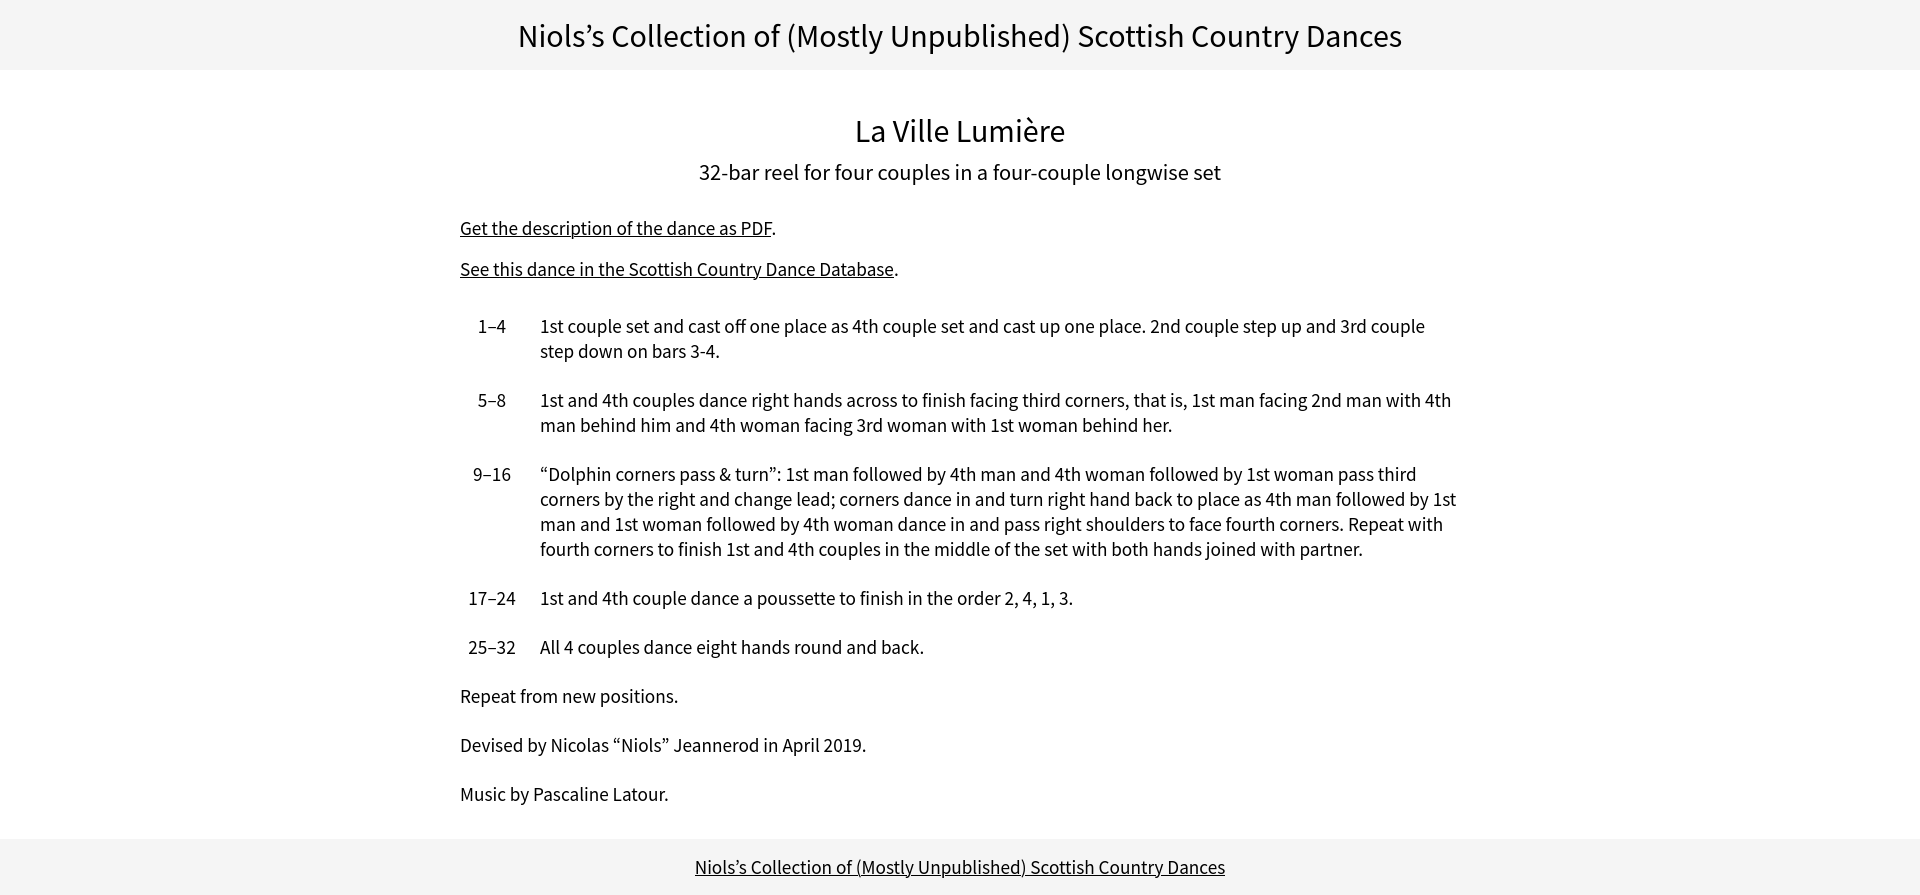 Niols’s Collection of (Mostly Unpublished) Scottish Country Dances
La Ville Lumière
32-bar reel for four couples in a four-couple longwise set
Get the description of the dance as PDF.
See this dance in the Scottish Country Dance Database.
1–4 1st couple set and cast off one place as 4th couple set and cast up one place. 2nd couple step up and 3rd couple
step down on bars 3-4.
5–8 1st and 4th couples dance right hands across to finish facing third corners, that is, 1st man facing 2nd man with 4th
man behind him and 4th woman facing 3rd woman with 1st woman behind her.
9–16 “Dolphin corners pass & turn”: 1st man followed by 4th man and 4th woman followed by 1st woman pass third
corners by the right and change lead; corners dance in and turn right hand back to place as 4th man followed by 1st
man and 1st woman followed by 4th woman dance in and pass right shoulders to face fourth corners. Repeat with
fourth corners to finish 1st and 4th couples in the middle of the set with both hands joined with partner.
17–24 1st and 4th couple dance a poussette to finish in the order 2, 4, 1, 3.
25–32 All 4 couples dance eight hands round and back.
Repeat from new positions.
Devised by Nicolas “Niols” Jeannerod in April 2019.
Music by Pascaline Latour.
Niols’s Collection of (Mostly Unpublished) Scottish Country Dances